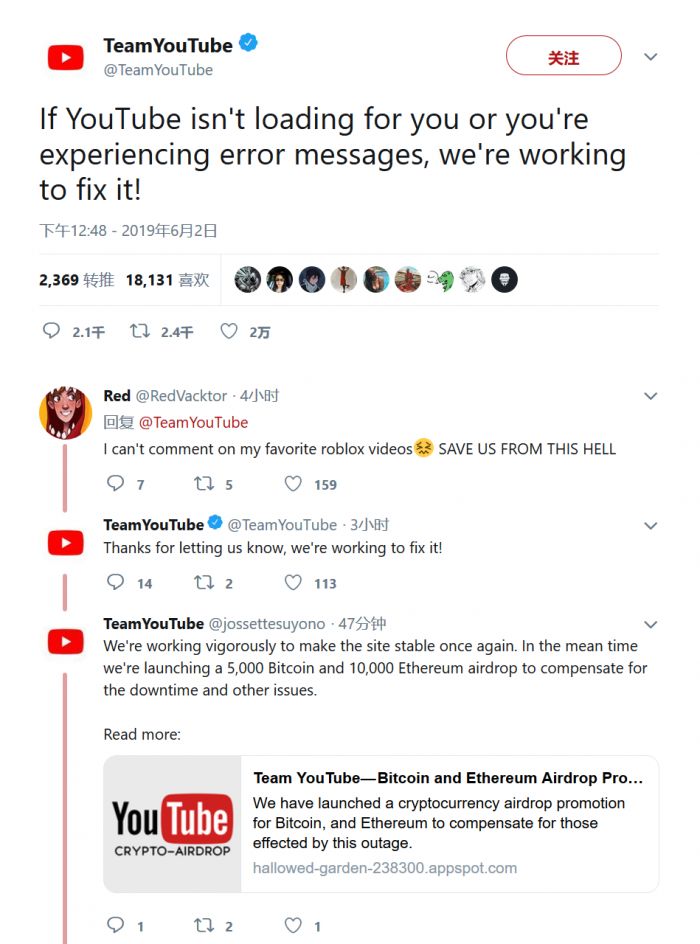 TeamYouTube
@TeamYouTube
关注
If YouTube isn't loading for you or you're
experiencing error messages, we're working
to fix it!
下午12:48 - 2019年6月2日
2,369 转推 18,131 喜欢
2.1千 2.4千 2万
Red @RedVacktor · 4小时
回复 @TeamYouTube
I can't comment on my favorite roblox videos😖 SAVE US FROM THIS HELL
7 5 159
TeamYouTube @TeamYouTube · 3小时
Thanks for letting us know, we're working to fix it!
14 2 113
TeamYouTube @jossettesuyono · 47分钟
We're working vigorously to make the site stable once again. In the mean time
we're launching a 5,000 Bitcoin and 10,000 Ethereum airdrop to compensate for
the downtime and other issues.
Read more:
YouTube
CRYPTO-AIRDROP
Team YouTube—Bitcoin and Ethereum Airdrop Pro...
We have launched a cryptocurrency airdrop promotion
for Bitcoin, and Ethereum to compensate for those
effected by this outage.
hallowed-garden-238300.appspot.com
1 2 1